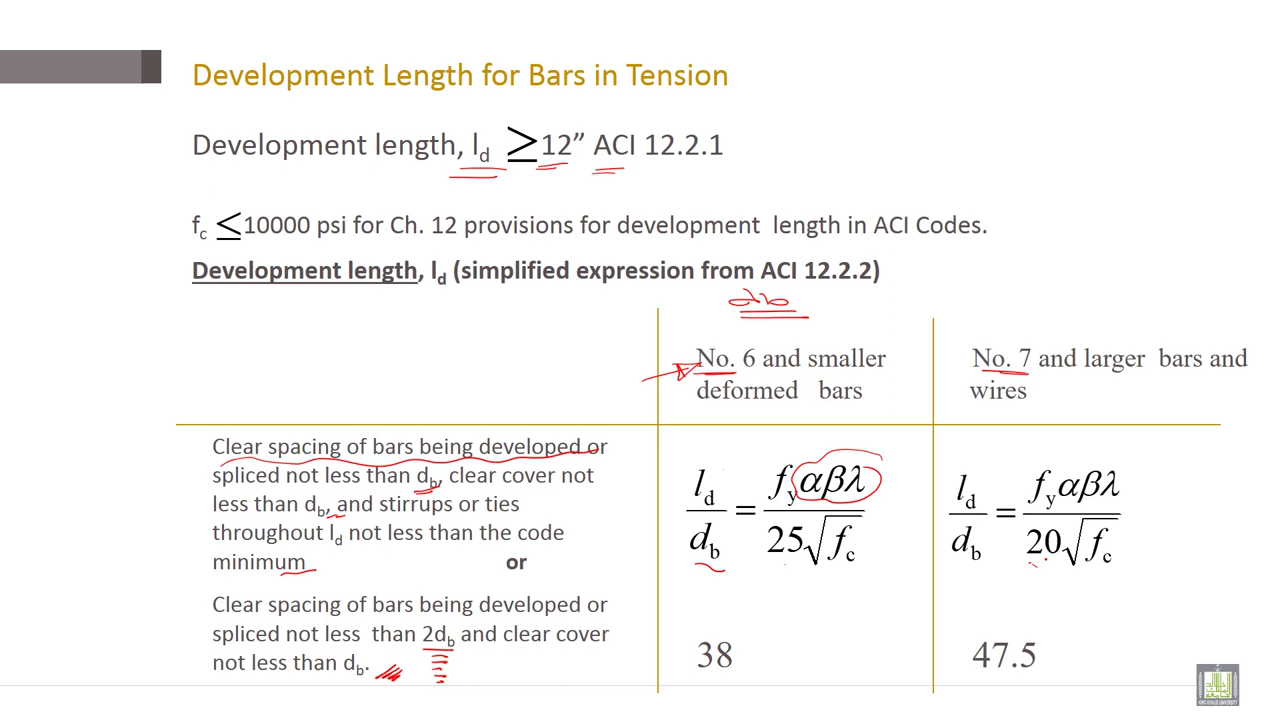 Development Length for Bars in Tension
Development length, l_d ≥ 12” ACI 12.2.1
f_c ≤ 10000 psi for Ch. 12 provisions for development length in ACI Codes.
Development length, l_d (simplified expression from ACI 12.2.2)
db
No. 6 and smaller
deformed bars
No. 7 and larger bars and
wires
Clear spacing of bars being developed or
spliced not less than d_b, clear cover not
less than d_b, and stirrups or ties
throughout l_d not less than the code
minimum or
l_d / d_b = f_y αβλ / 25√f_c
l_d / d_b = f_y αβλ / 20√f_c
Clear spacing of bars being developed or
spliced not less than 2d_b and clear cover
not less than d_b.
38
47.5